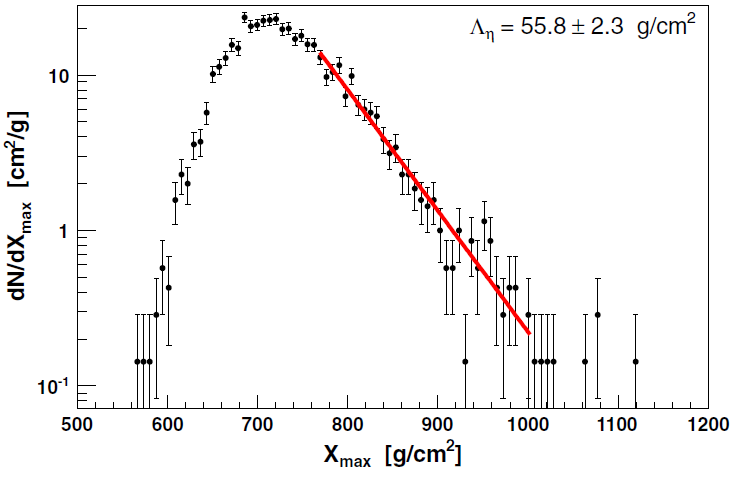 Λη = 55.8 ± 2.3 g/cm²
dN/dXmax [cm²/g]
10
1
10⁻¹
500 600 700 800 900 1000 1100 1200
Xmax [g/cm²]